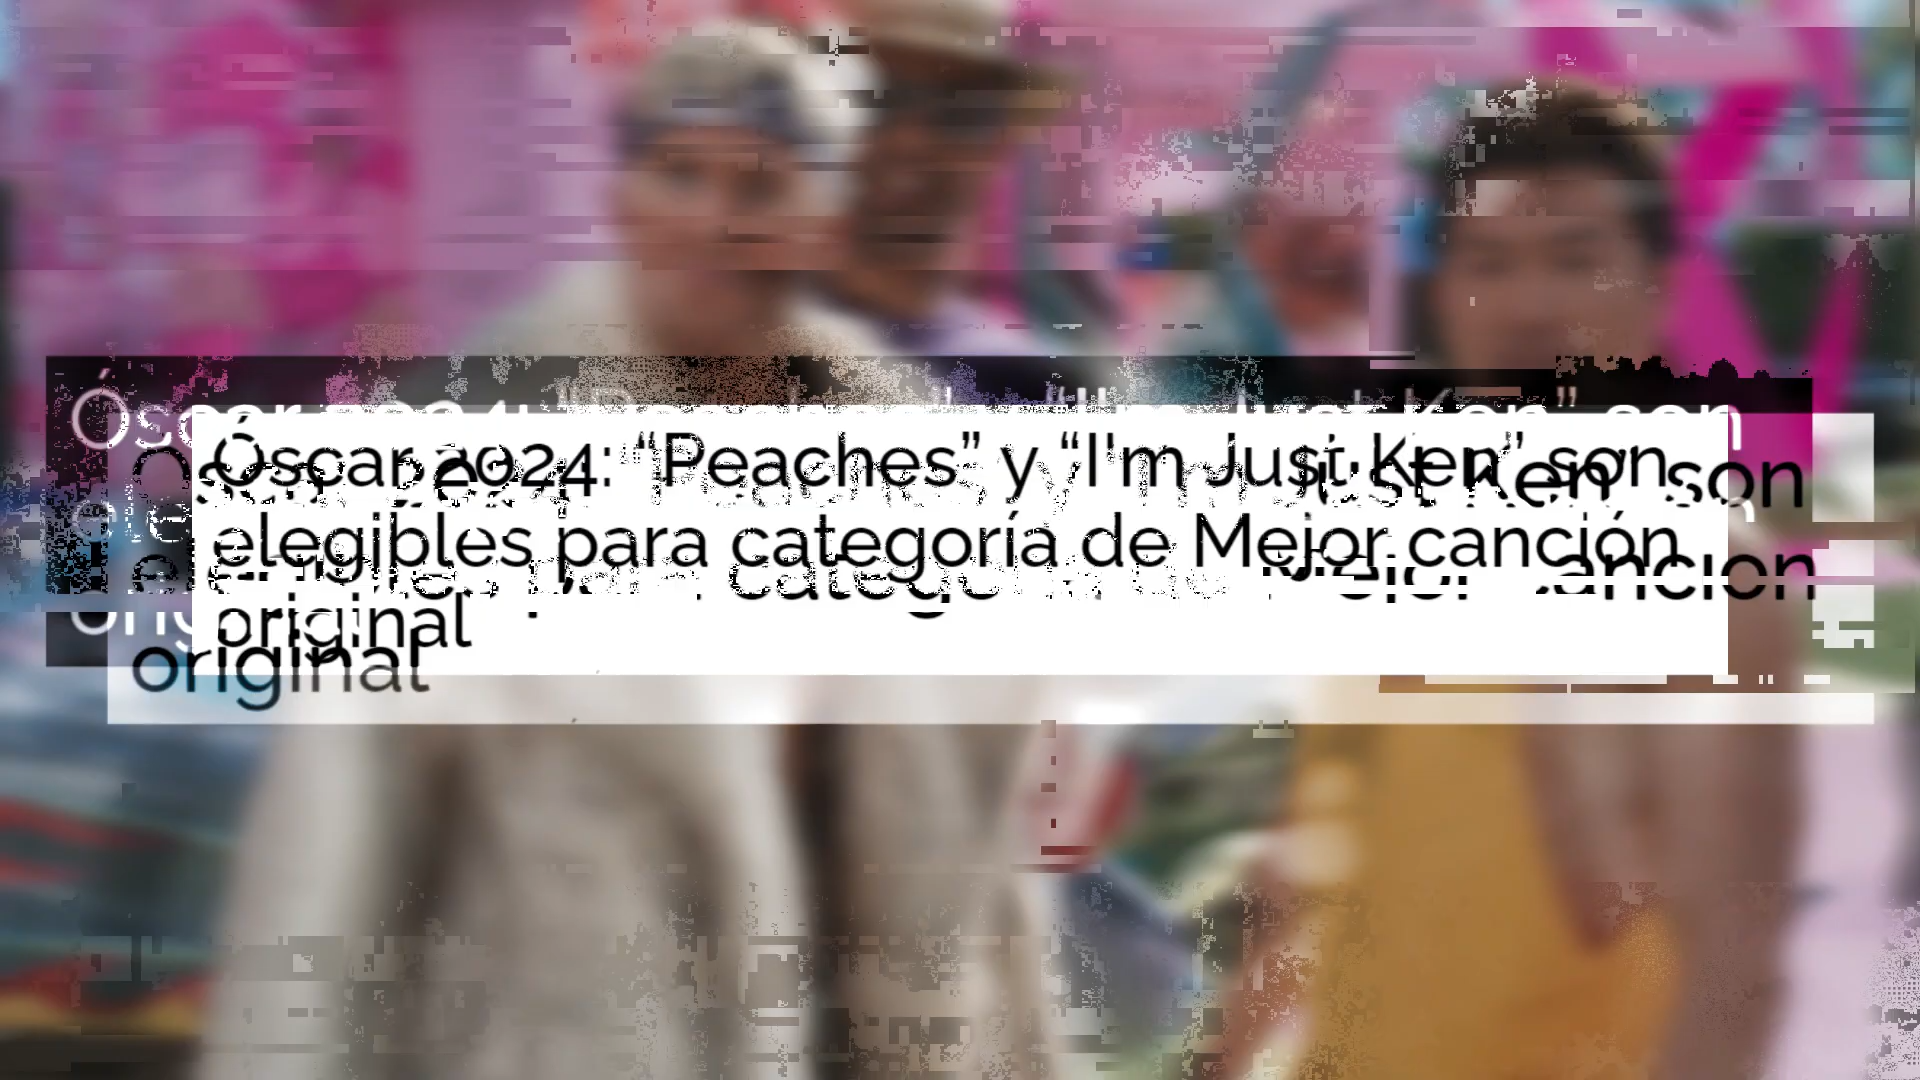 Óscar 2024: “Peaches” y “I'm Just Ken” son
elegibles para categoría de Mejor canción
original